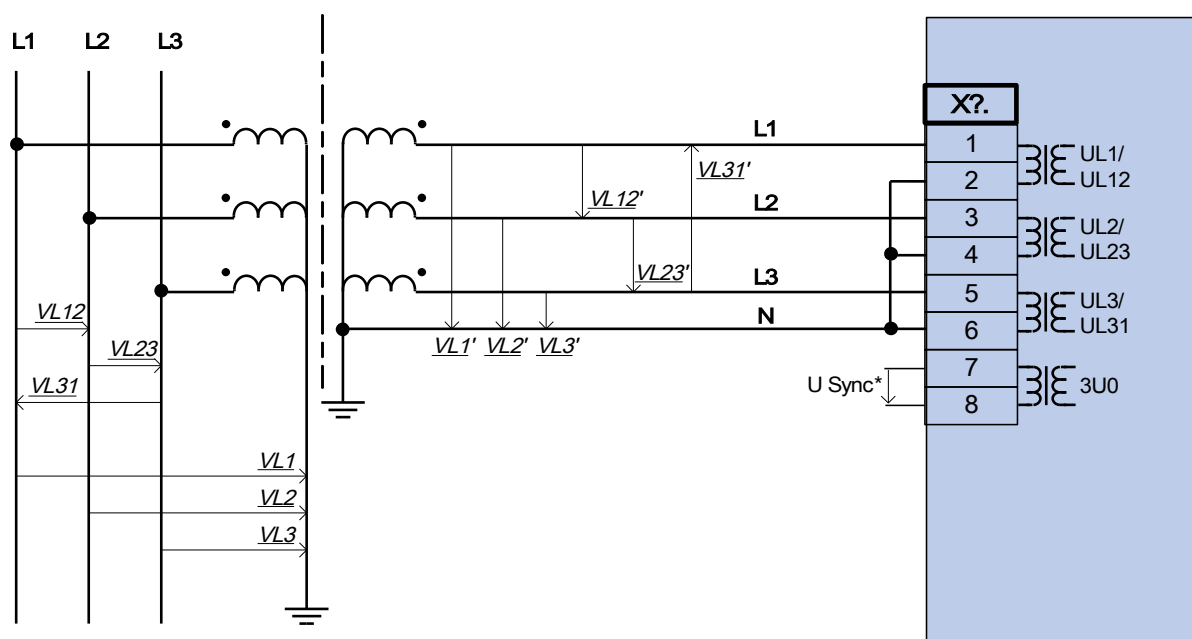 L1 L2 L3
X?.
L1
1
UL1/
UL12
VL31'
2
VL12'
L2
3
UL2/
UL23
4
VL23'
L3
5
UL3/
UL31
VL12
N
6
VL1' VL2' VL3'
VL23
7
U Sync*
3U0
VL31
8
VL1
VL2
VL3